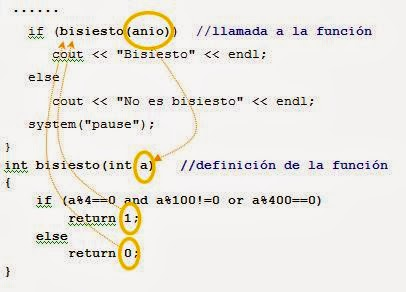 ......
if (bisiesto(anio)) //llamada a la función
cout << "Bisiesto" << endl;
else
cout << "No es bisiesto" << endl;
system("pause");
}
int bisiesto(int a) //definición de la función
{
if (a%4==0 and a%100!=0 or a%400==0)
return 1;
else
return 0;
}